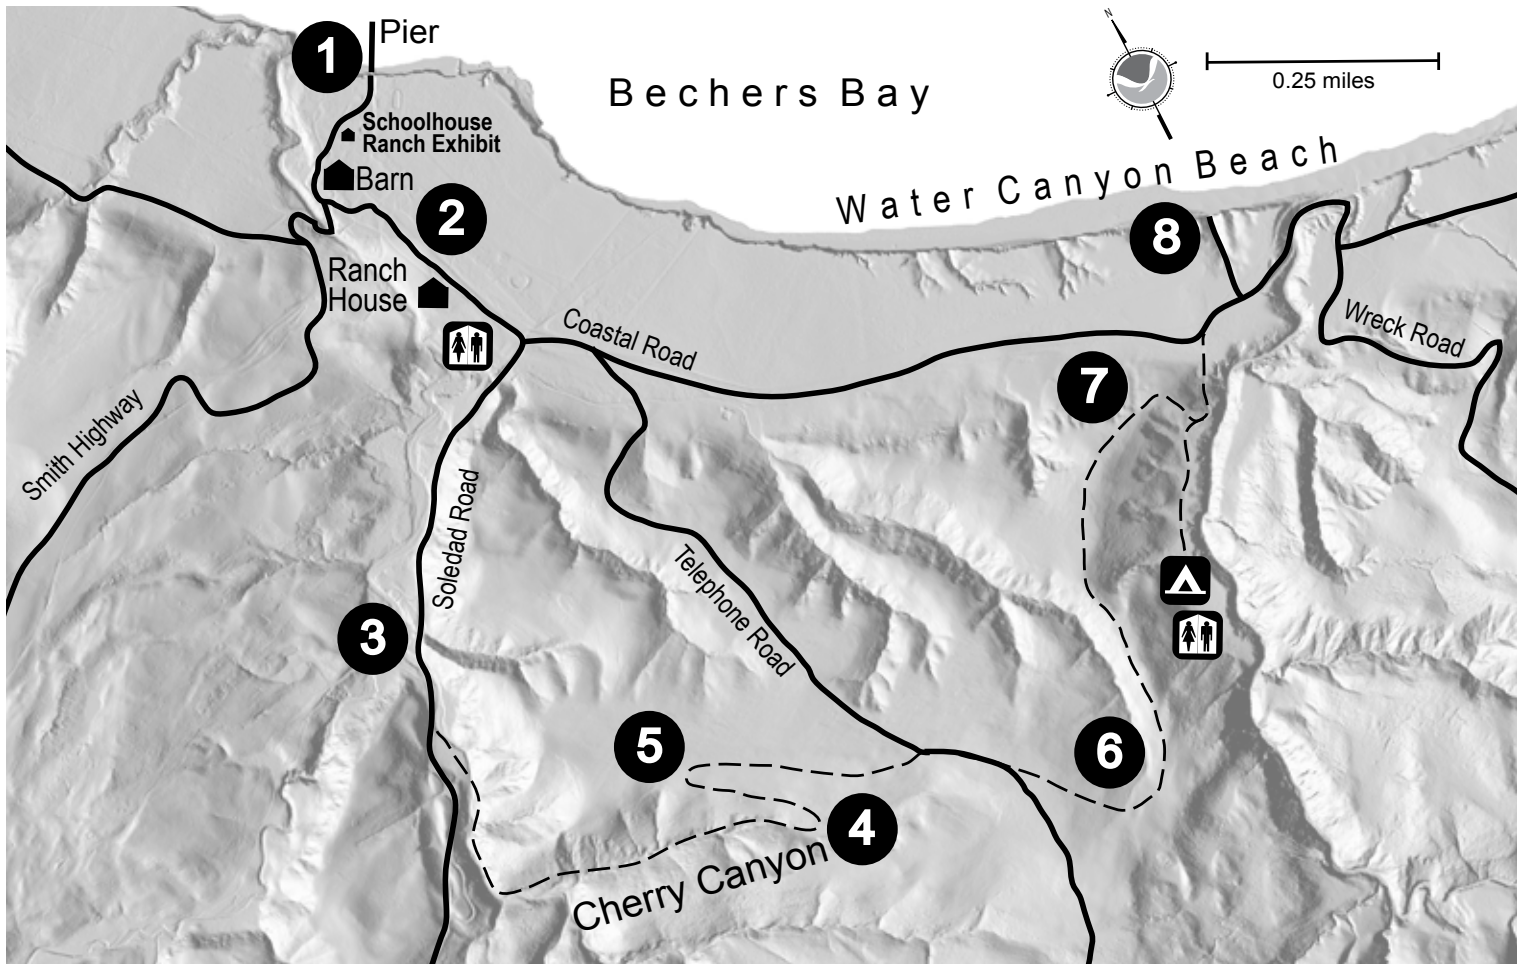 N
1
Pier
Bechers Bay
0.25 miles
Schoolhouse
Ranch Exhibit
Barn
Water Canyon Beach
2
8
Ranch
House
Coastal Road
Wreck Road
7
Smith Highway
Soledad Road
Telephone Road
3
5
6
4
Cherry Canyon